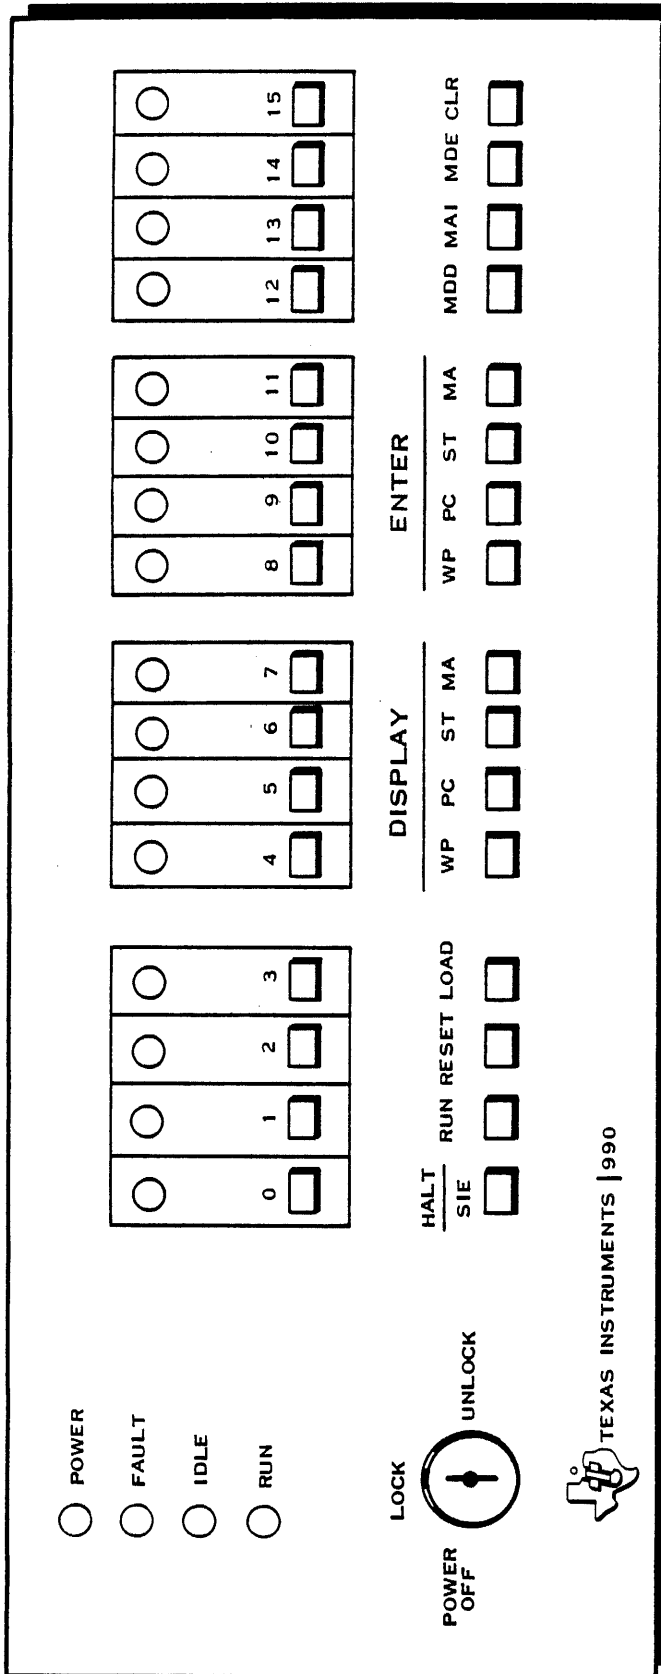 POWER
FAULT
IDLE
RUN
0 1 2 3 4 5 6 7 8 9 10 11 12 13 14 15
LOCK
POWER
OFF
UNLOCK
DISPLAY
ENTER
HALT
SIE
RUN RESET LOAD
WP PC ST MA
WP PC ST MA
MDD MAI MDE CLR
TEXAS INSTRUMENTS 990